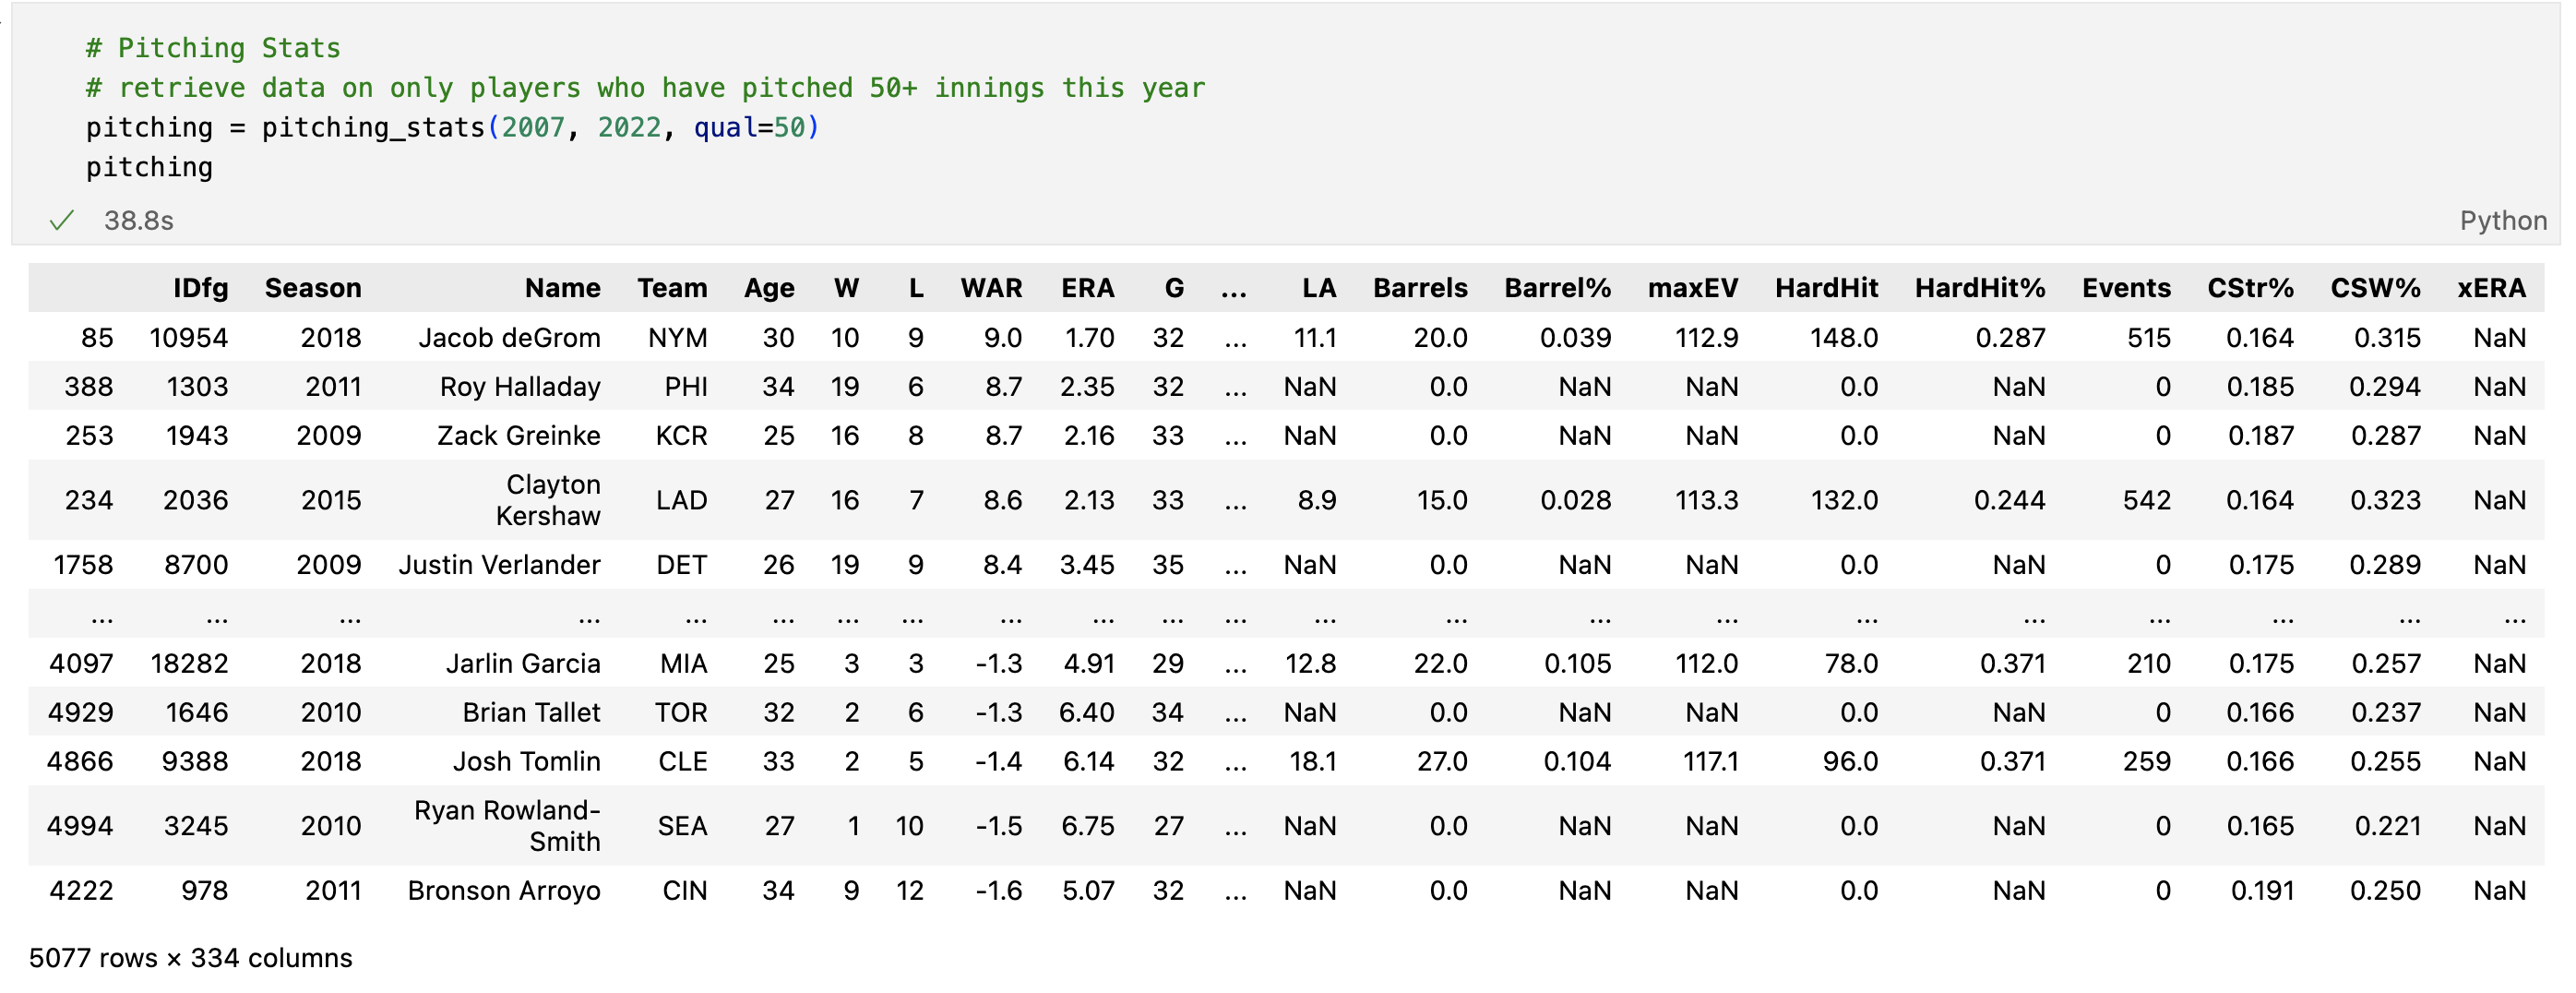 # Pitching Stats
# retrieve data on only players who have pitched 50+ innings this year
pitching = pitching_stats(2007, 2022, qual=50)
pitching
✓ 38.8s Python
IDfg Season Name Team Age W L WAR ERA G ... LA Barrels Barrel% maxEV HardHit HardHit% Events CStr% CSW% xERA
85 10954 2018 Jacob deGrom NYM 30 10 9 9.0 1.70 32 ... 11.1 20.0 0.039 112.9 148.0 0.287 515 0.164 0.315 NaN
388 1303 2011 Roy Halladay PHI 34 19 6 8.7 2.35 32 ... NaN 0.0 NaN NaN 0.0 NaN 0 0.185 0.294 NaN
253 1943 2009 Zack Greinke KCR 25 16 8 8.7 2.16 33 ... NaN 0.0 NaN NaN 0.0 NaN 0 0.187 0.287 NaN
234 2036 2015 Clayton Kershaw LAD 27 16 7 8.6 2.13 33 ... 8.9 15.0 0.028 113.3 132.0 0.244 542 0.164 0.323 NaN
1758 8700 2009 Justin Verlander DET 26 19 9 8.4 3.45 35 ... NaN 0.0 NaN NaN 0.0 NaN 0 0.175 0.289 NaN
... ... ... ... ... ... ... ... ... ... ... ... ... ... ... ... ... ... ... ... ... ...
4097 18282 2018 Jarlin Garcia MIA 25 3 3 -1.3 4.91 29 ... 12.8 22.0 0.105 112.0 78.0 0.371 210 0.175 0.257 NaN
4929 1646 2010 Brian Tallet TOR 32 2 6 -1.3 6.40 34 ... NaN 0.0 NaN NaN 0.0 NaN 0 0.166 0.237 NaN
4866 9388 2018 Josh Tomlin CLE 33 2 5 -1.4 6.14 32 ... 18.1 27.0 0.104 117.1 96.0 0.371 259 0.166 0.255 NaN
4994 3245 2010 Ryan Rowland-Smith SEA 27 1 10 -1.5 6.75 27 ... NaN 0.0 NaN NaN 0.0 NaN 0 0.165 0.221 NaN
4222 978 2011 Bronson Arroyo CIN 34 9 12 -1.6 5.07 32 ... NaN 0.0 NaN NaN 0.0 NaN 0 0.191 0.250 NaN
5077 rows × 334 columns